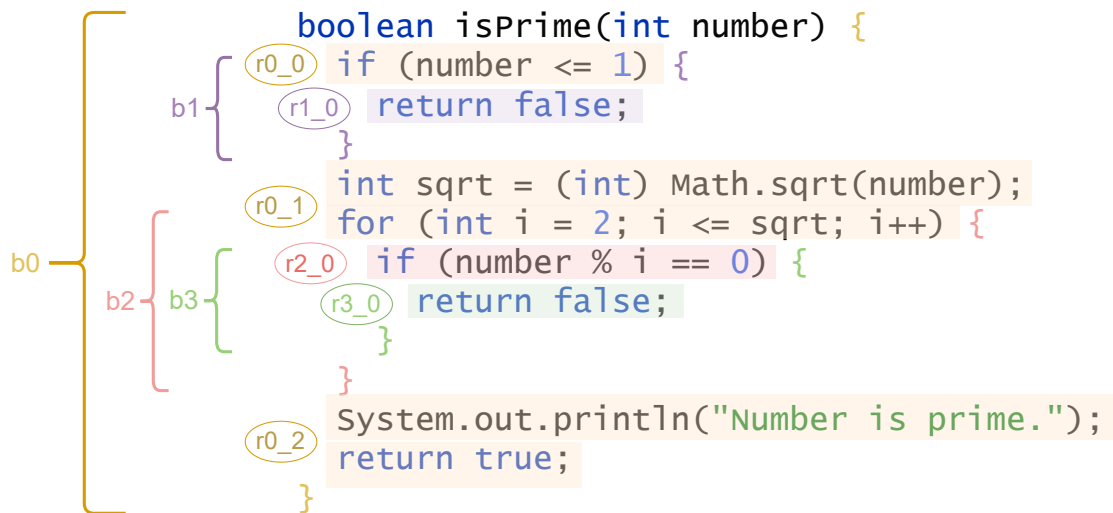 boolean isPrime(int number) {
r0_0 if (number <= 1) {
b1 r1_0 return false;
}
int sqrt = (int) Math.sqrt(number);
r0_1
for (int i = 2; i <= sqrt; i++) {
b0 r2_0 if (number % i == 0) {
b2 b3 r3_0 return false;
}
}
System.out.println("Number is prime.");
r0_2
return true;
}